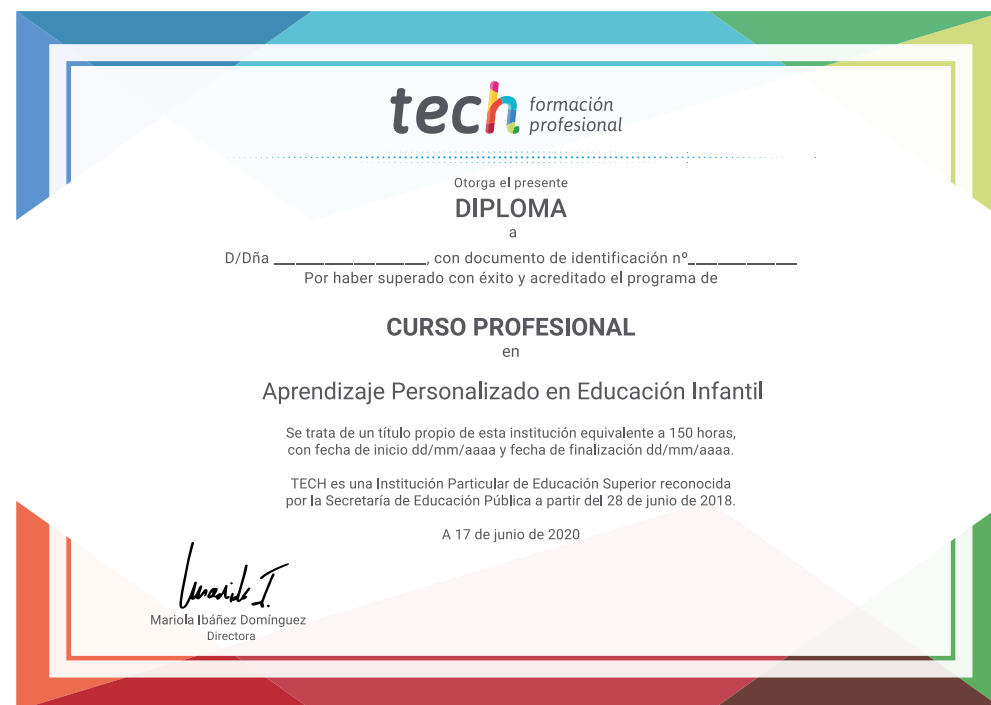 tech formación
profesional
Otorga el presente
DIPLOMA
a
D/Dña ____________________, con documento de identificación nº______________
Por haber superado con éxito y acreditado el programa de
CURSO PROFESIONAL
en
Aprendizaje Personalizado en Educación Infantil
Se trata de un título propio de esta institución equivalente a 150 horas,
con fecha de inicio dd/mm/aaaa y fecha de finalización dd/mm/aaaa.
TECH es una Institución Particular de Educación Superior reconocida
por la Secretaría de Educación Pública a partir del 28 de junio de 2018.
A 17 de junio de 2020
Mariola Ibáñez Domínguez
Directora